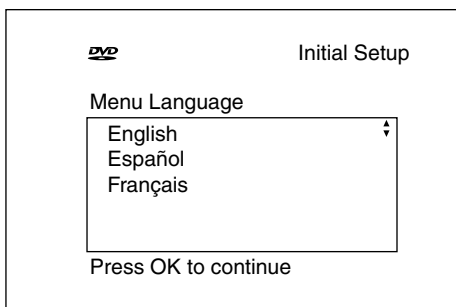 DVD
Initial Setup
Menu Language
English
Español
Français
Press OK to continue